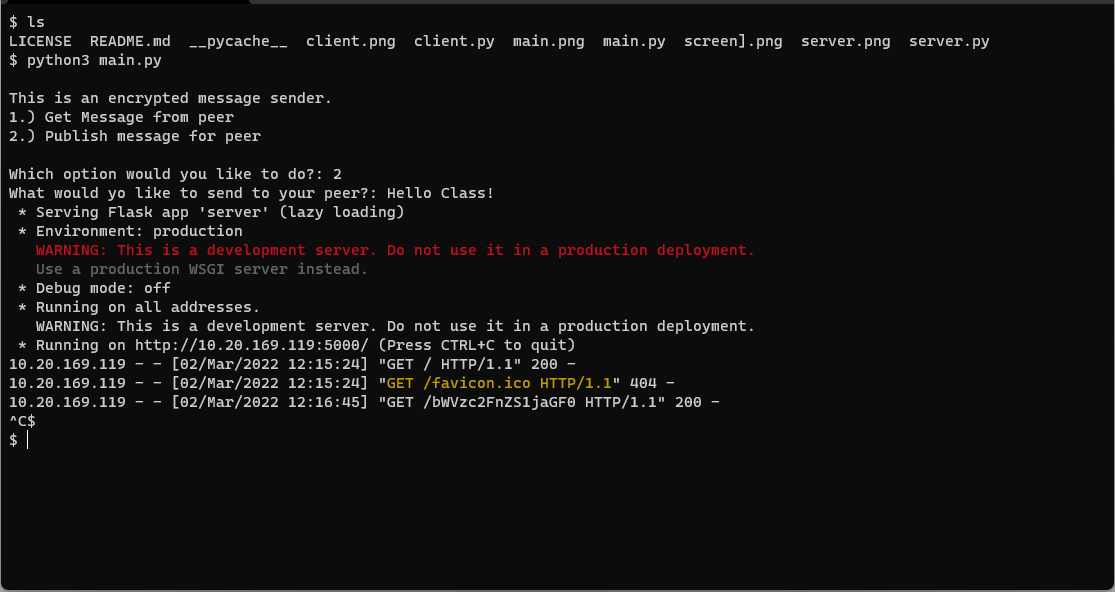 $ ls
LICENSE  README.md  __pycache__  client.png  client.py  main.png  main.py  screen].png  server.png  server.py
$ python3 main.py
This is an encrypted message sender.
1.) Get Message from peer
2.) Publish message for peer
Which option would you like to do?: 2
What would yo like to send to your peer?: Hello Class!
 * Serving Flask app 'server' (lazy loading)
 * Environment: production
   WARNING: This is a development server. Do not use it in a production deployment.
   Use a production WSGI server instead.
 * Debug mode: off
 * Running on all addresses.
   WARNING: This is a development server. Do not use it in a production deployment.
 * Running on http://10.20.169.119:5000/ (Press CTRL+C to quit)
10.20.169.119 - - [02/Mar/2022 12:15:24] "GET / HTTP/1.1" 200 -
10.20.169.119 - - [02/Mar/2022 12:15:24] "GET /favicon.ico HTTP/1.1" 404 -
10.20.169.119 - - [02/Mar/2022 12:16:45] "GET /bWVzc2FnZS1jaGF0 HTTP/1.1" 200 -
^C$
$